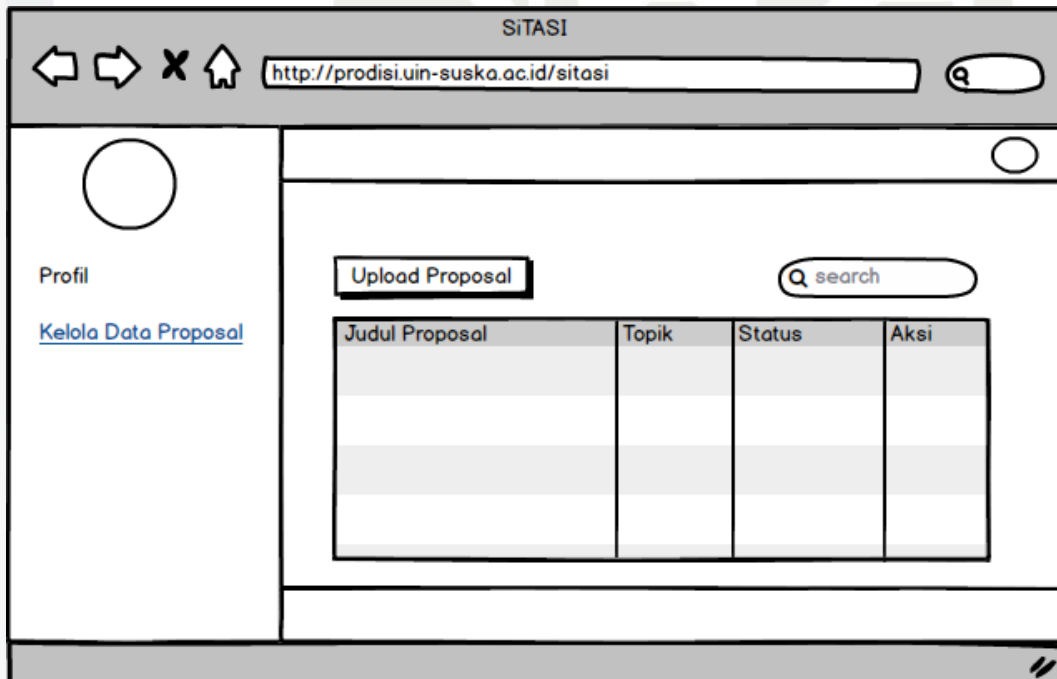 SiTASI
http://prodisi.uin-suska.ac.id/sitasi
Profil
Kelola Data Proposal
Upload Proposal
search
Judul Proposal Topik Status Aksi